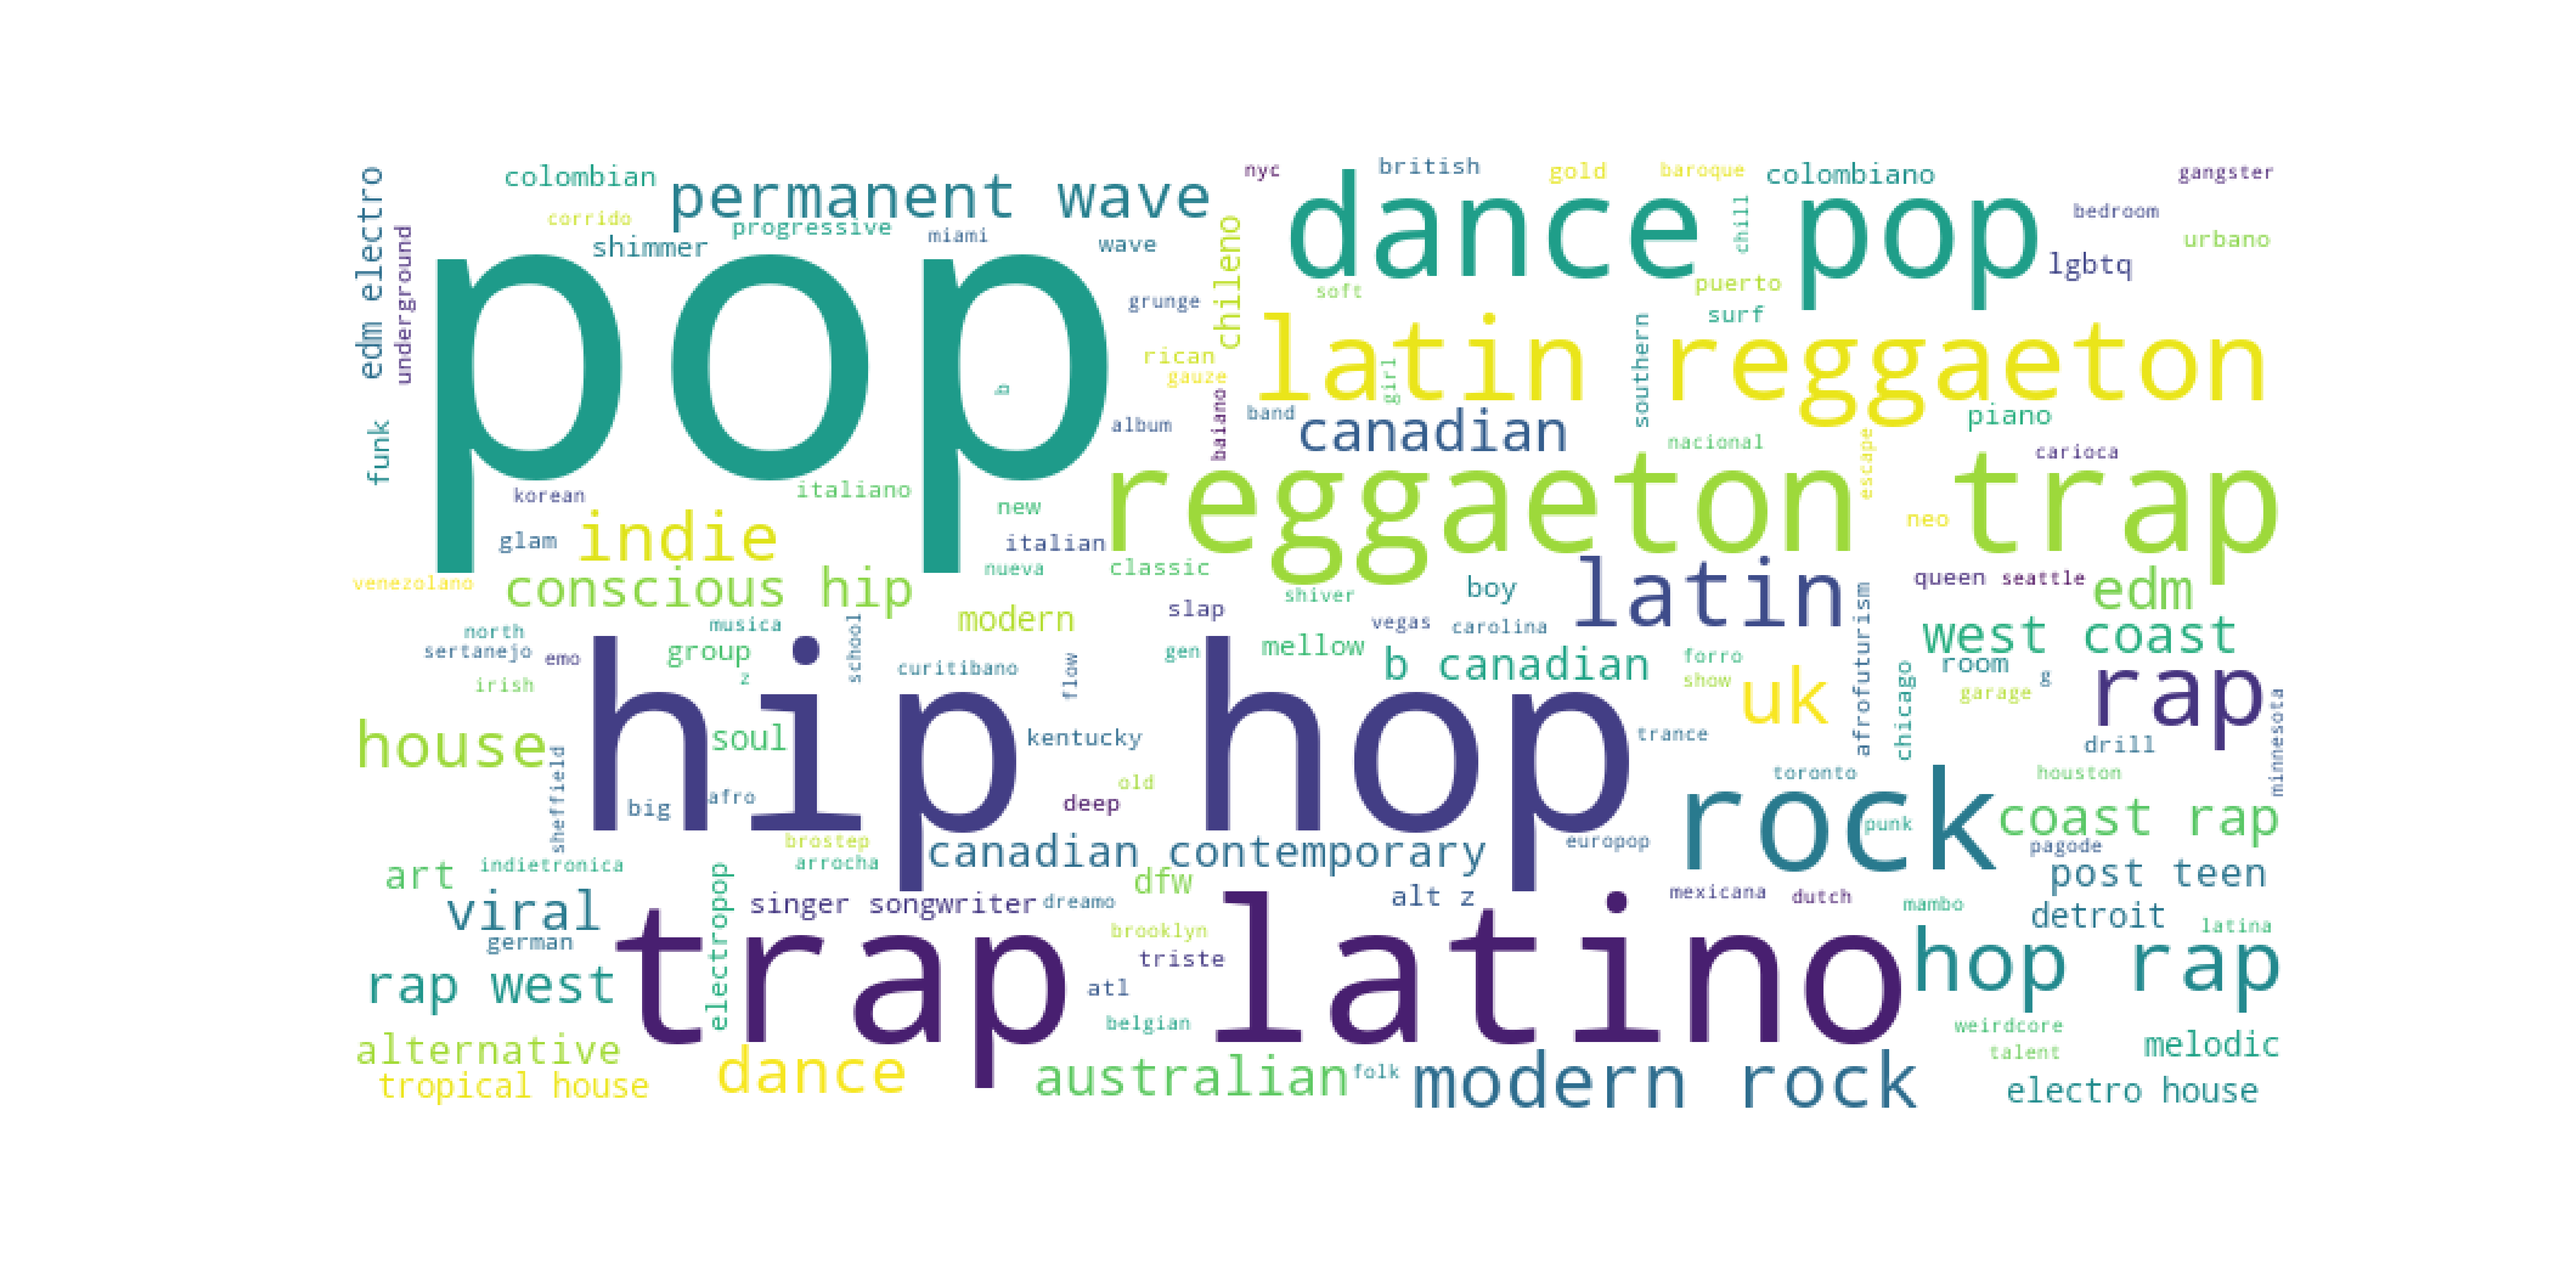 edm electro
colombian
permanent wave
nyc
british
gold
baroque
colombiano
gangster
corrido
progressive
miami
shimmer
wave
dance pop
chill
bedroom
urbano
lgbtq
underground
pop
grunge
chileno
soft
puerto
surf
latin reggaeton
rican
gauze
girl
southern
funk
album
baiano
band
canadian
piano
nacional
escape
carioca
reggaeton trap
korean
italiano
new
neo
glam
indie
italian
venezolano
conscious hip
nueva
classic
shiver
boy
latin
queen
seattle
edm
north
musica
modern
slap
vegas
carolina
afrofuturism
west coast
sertanejo
emo
group
school
curitibano
flow
gen
mellow
b canadian
forro
show
room
g
rap
irish
z
hip hop
uk
chicago
garage
minnesota
house
soul
kentucky
trance
drill
sheffield
big
afro
deep
old
toronto
houston
rock
punk
coast rap
brostep
arrocha
canadian contemporary
europop
pagode
art
indietronica
electropop
dfw
alt z
mexicana
dutch
post teen
viral
singer songwriter
dreamo
mambo
detroit
latina
german
brooklyn
triste
trap latino
hop rap
rap west
atl
belgian
weirdcore
talent
melodic
alternative
tropical house
dance
australian
folk
modern rock
electro house